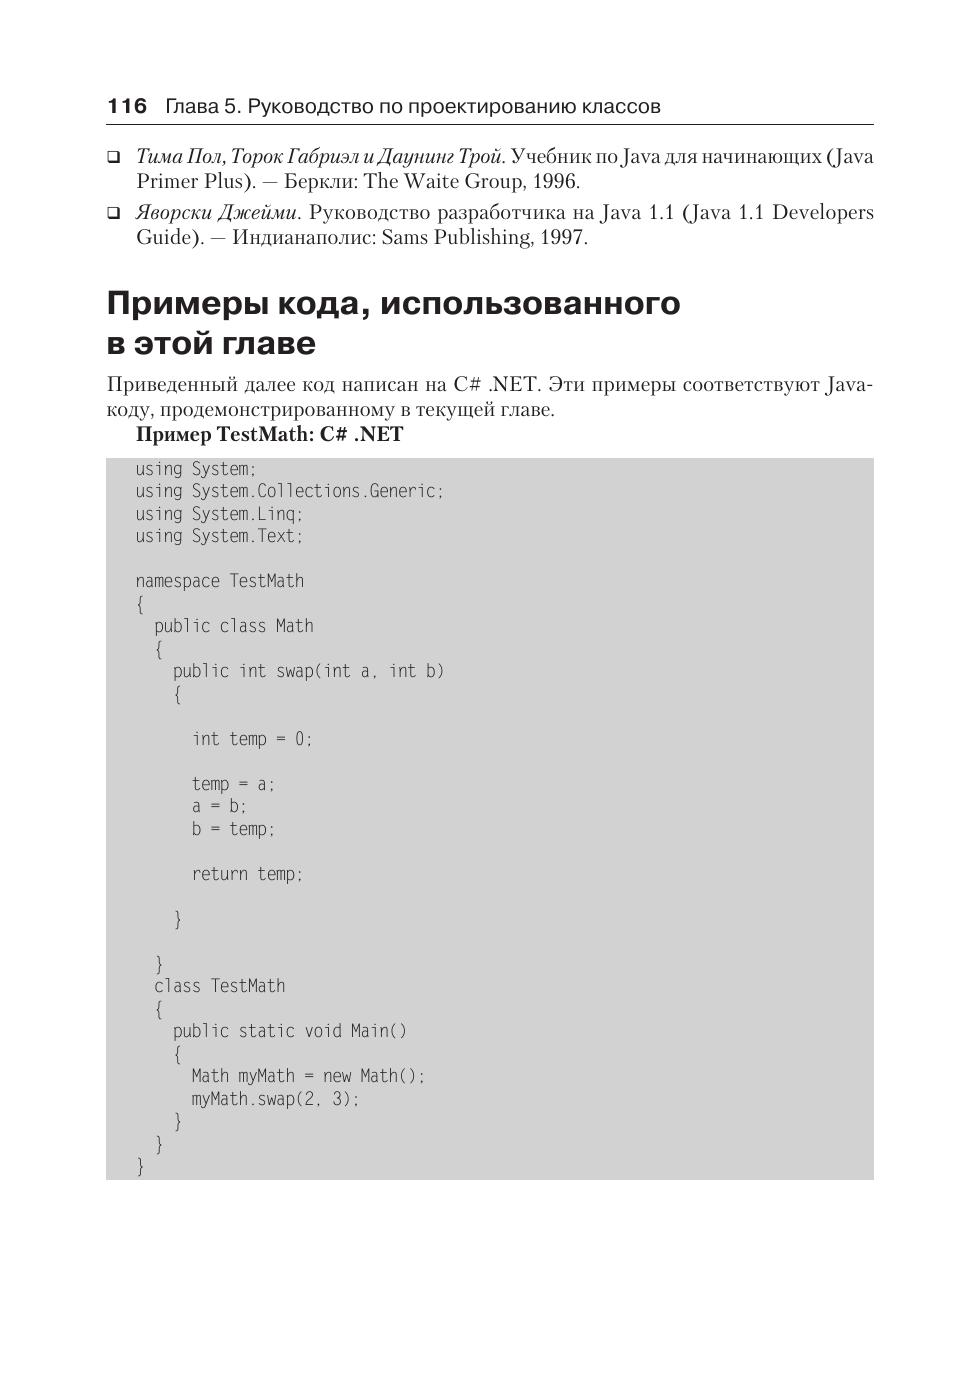 116 Глава 5. Руководство по проектированию классов
❑ Тима Пол, Торок Габриэл и Даунинг Трой. Учебник по Java для начинающих (Java
Primer Plus). — Беркли: The Waite Group, 1996.
❑ Яворски Джейми. Руководство разработчика на Java 1.1 (Java 1.1 Developers
Guide). — Индианаполис: Sams Publishing, 1997.
Примеры кода, использованного
в этой главе
Приведенный далее код написан на C# .NET. Эти примеры соответствуют Java-
коду, продемонстрированному в текущей главе.
Пример TestMath: C# .NET
using System;
using System.Collections.Generic;
using System.Linq;
using System.Text;
namespace TestMath
{
public class Math
{
public int swap(int a, int b)
{
int temp = 0;
temp = a;
a = b;
b = temp;
return temp;
}
}
class TestMath
{
public static void Main()
{
Math myMath = new Math();
myMath.swap(2, 3);
}
}
}